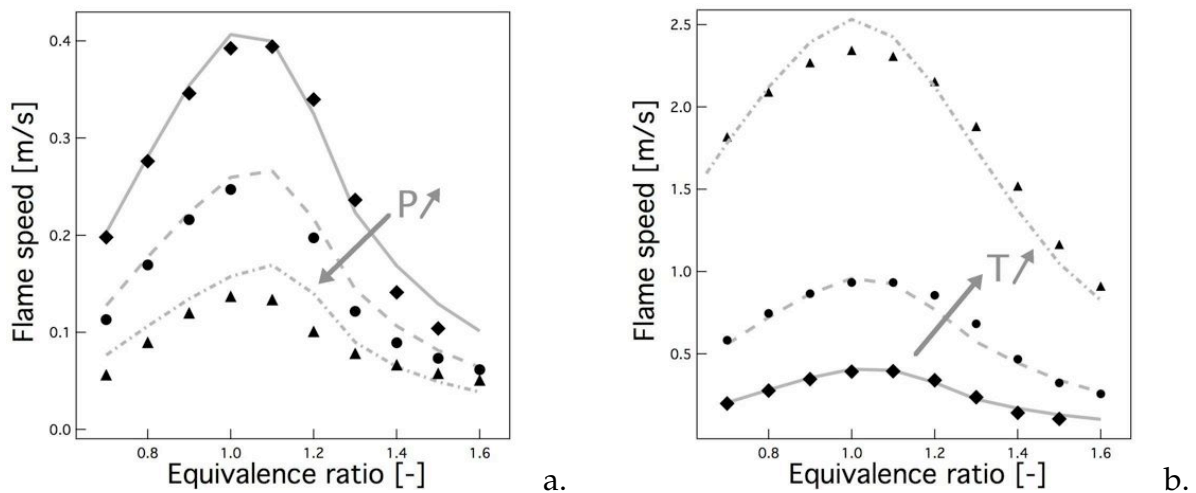 0.4
0.3
0.2
0.1
0.0
Flame speed [m/s]
P
0.8 1.0 1.2 1.4 1.6
Equivalence ratio [-]
a.
2.5
2.0
1.5
1.0
0.5
Flame speed [m/s]
T
0.8 1.0 1.2 1.4 1.6
Equivalence ratio [-]
b.